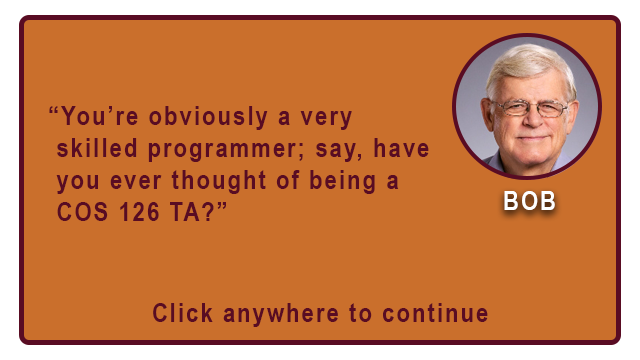 “You’re obviously a very
skilled programmer; say, have
you ever thought of being a
COS 126 TA?”
BOB
Click anywhere to continue